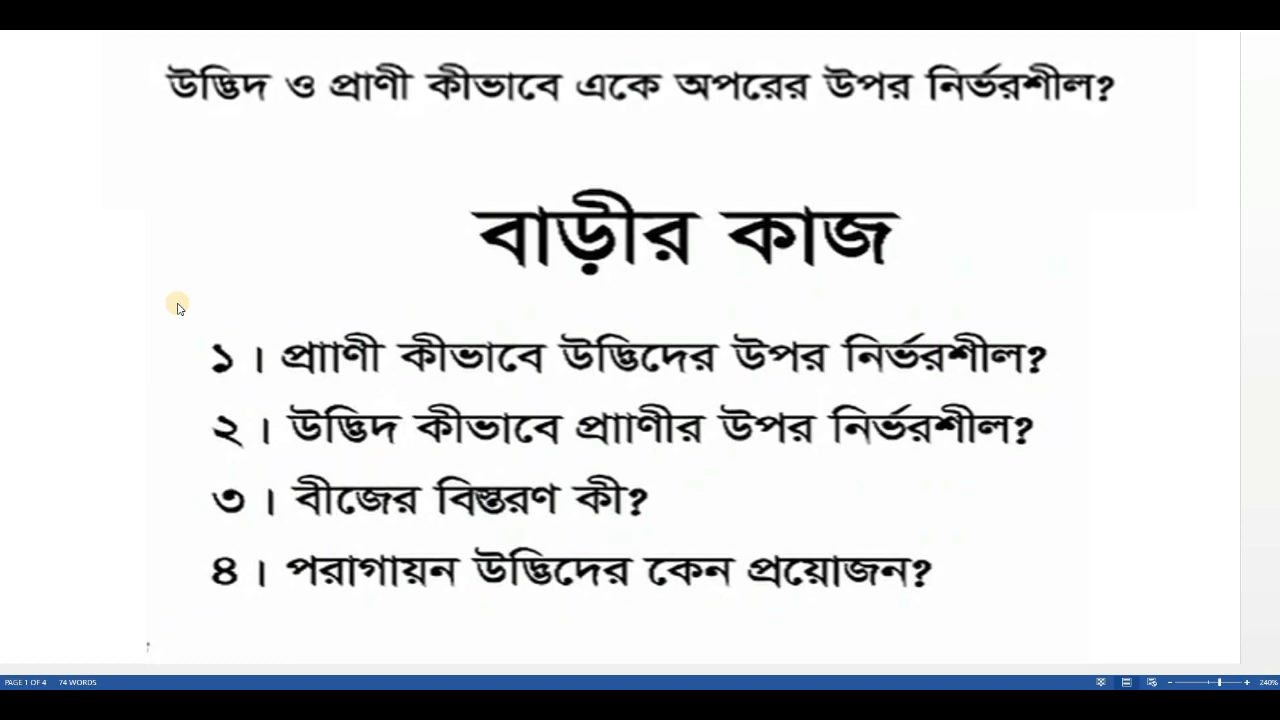 উদ্ভিদ ও প্রাণী কীভাবে একে অপরের উপর নির্ভরশীল?
বাড়ীর কাজ
১। প্রাাণী কীভাবে উদ্ভিদের উপর নির্ভরশীল?
২। উদ্ভিদ কীভাবে প্রাাণীর উপর নির্ভরশীল?
৩। বীজের বিস্তরণ কী?
৪। পরাগায়ন উদ্ভিদের কেন প্রয়োজন?
PAGE 1 OF 4 74 WORDS 240%